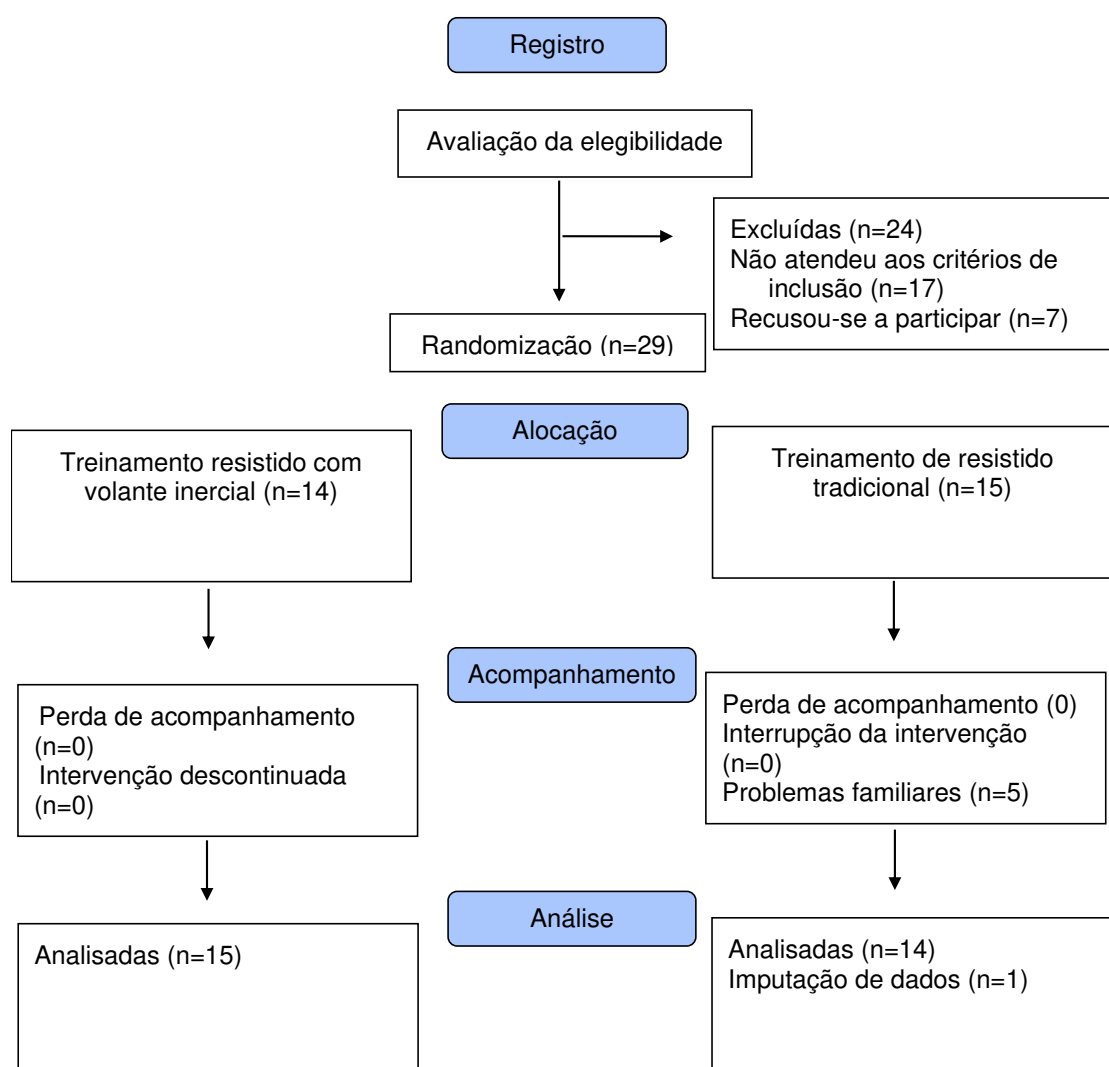 Registro
Avaliação da elegibilidade
Excluídas (n=24)
Não atendeu aos critérios de
inclusão (n=17)
Recusou-se a participar (n=7)
Randomização (n=29)
Alocação
Treinamento resistido com
volante inercial (n=14)
Treinamento de resistido
tradicional (n=15)
Acompanhamento
Perda de acompanhamento
(n=0)
Intervenção descontinuada
(n=0)
Perda de acompanhamento (0)
Interrupção da intervenção
(n=0)
Problemas familiares (n=5)
Análise
Analisadas (n=15)
Analisadas (n=14)
Imputação de dados (n=1)